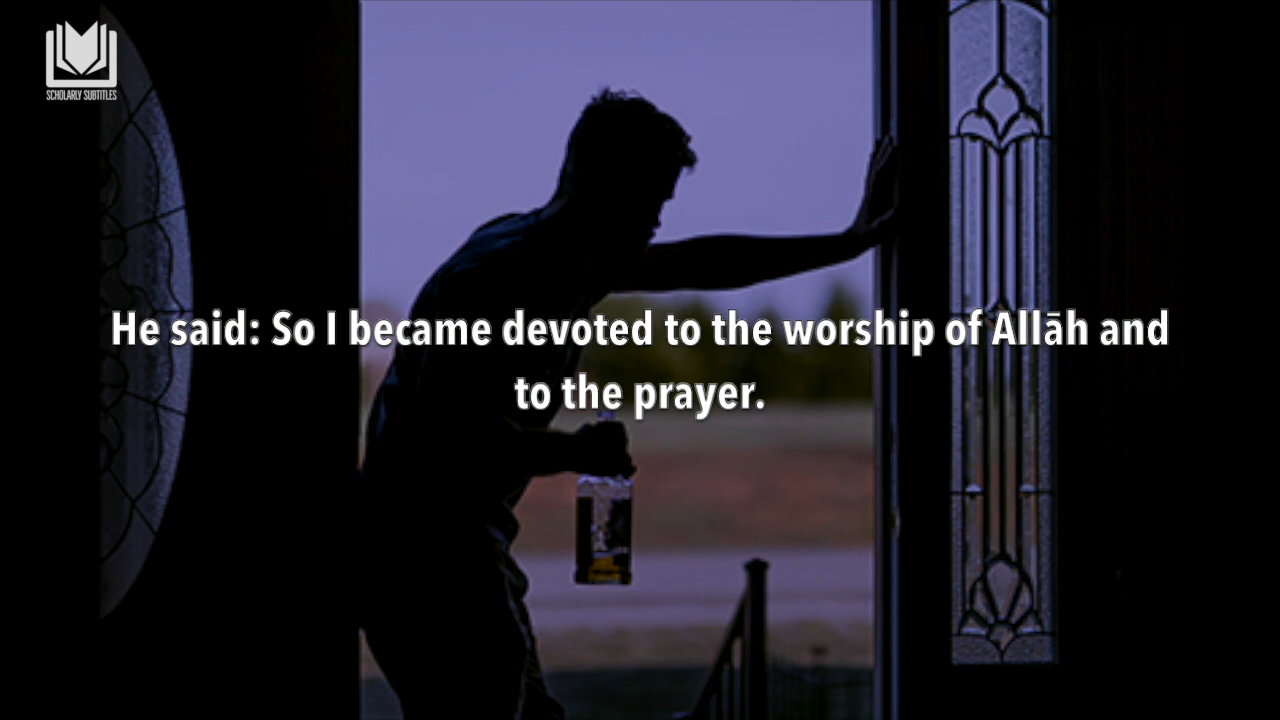 SCHOLARLY SUBTITLES
He said: So I became devoted to the worship of Allāh and
to the prayer.